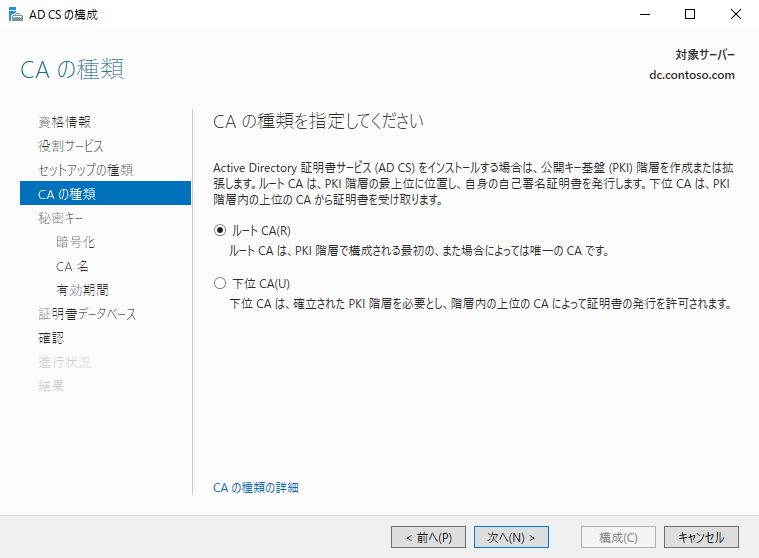 AD CS の構成
CA の種類
対象サーバー
dc.contoso.com
資格情報
役割サービス
セットアップの種類
CA の種類
秘密キー
暗号化
CA 名
有効期間
証明書データベース
確認
進行状況
結果
CA の種類を指定してください
Active Directory 証明書サービス (AD CS) をインストールする場合は、公開キー基盤 (PKI) 階層を作成または拡
張します。ルート CA は、PKI 階層の最上位に位置し、自身の自己署名証明書を発行します。下位 CA は、PKI
階層内の上位の CA から証明書を受け取ります。
ルート CA(R)
ルート CA は、PKI 階層で構成される最初の、また場合によっては唯一の CA です。
下位 CA(U)
下位 CA は、確立された PKI 階層を必要とし、階層内の上位の CA によって証明書の発行を許可されます。
CA の種類の詳細
< 前へ(P)
次へ(N) >
構成(C)
キャンセル